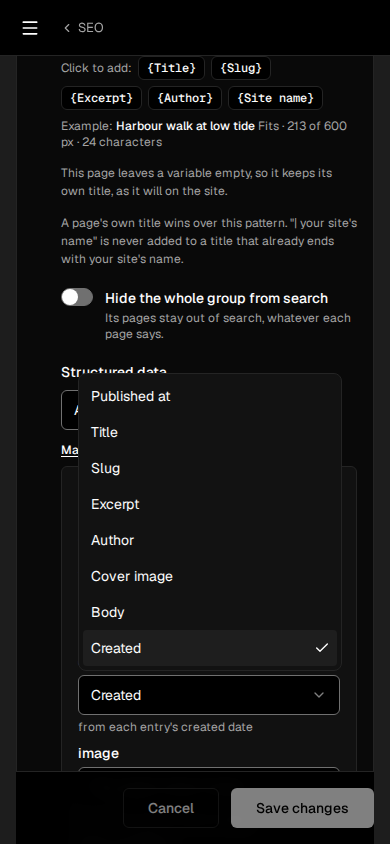 SEO
Click to add: {Title} {Slug}
{Excerpt} {Author} {Site name}
Example: Harbour walk at low tide Fits · 213 of 600
px · 24 characters
This page leaves a variable empty, so it keeps its
own title, as it will on the site.
A page's own title wins over this pattern. "| your site's
name" is never added to a title that already ends
with your site's name.
Hide the whole group from search
Its pages stay out of search, whatever each
page says.
Structured data
Published at
Title
Slug
Excerpt
Author
Cover image
Body
Created
Created
from each entry's created date
image
Cancel Save changes